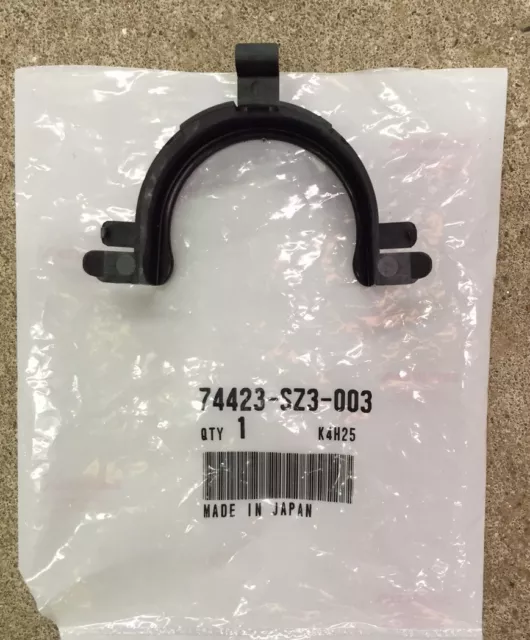 74423-SZ3-003
QTY 1 K4H25
MADE IN JAPAN